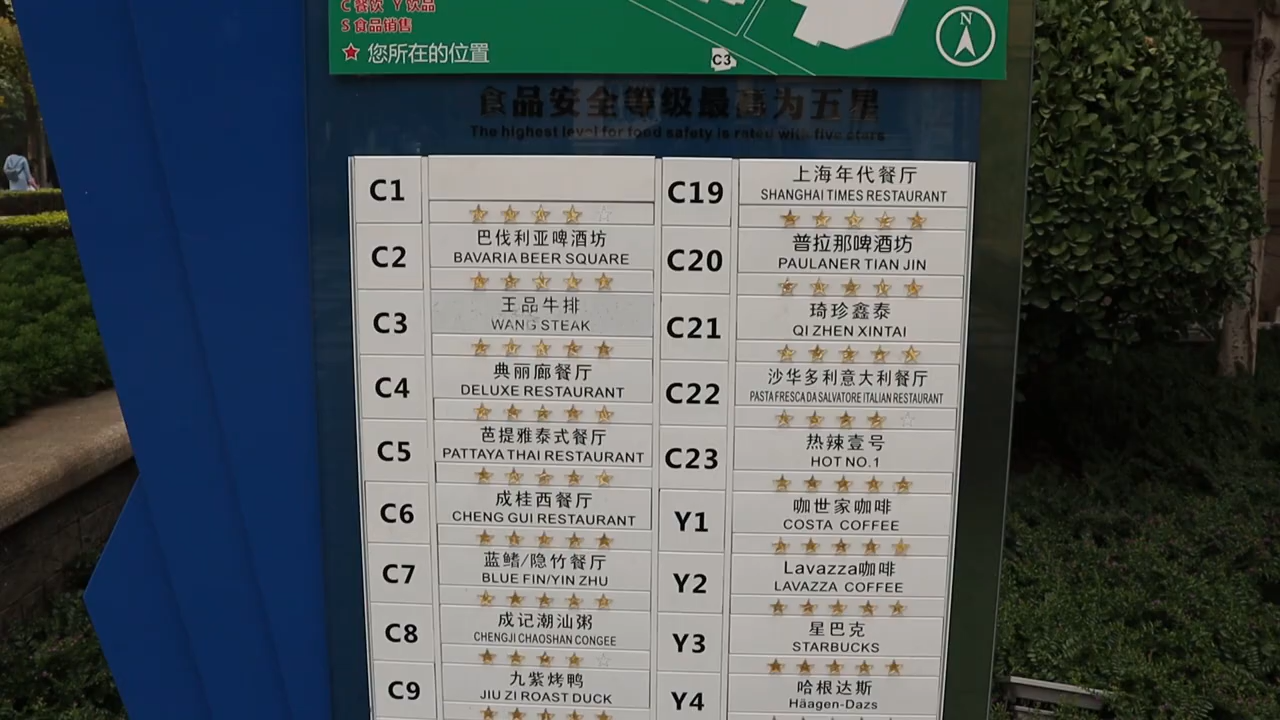 C 餐饮 Y 饮品
S 食品销售
★ 您所在的位置
C3
N
食品安全等级最高为五星
The highest level for food safety is rated with five stars
C1
C2
巴伐利亚啤酒坊
BAVARIA BEER SQUARE
C3
王品牛排
WANG STEAK
C4
典丽廊餐厅
DELUXE RESTAURANT
C5
芭提雅泰式餐厅
PATTAYA THAI RESTAURANT
C6
成桂西餐厅
CHENG GUI RESTAURANT
C7
蓝鳍/隐竹餐厅
BLUE FIN/YIN ZHU
C8
成记潮汕粥
CHENGJI CHAOSHAN CONGEE
C9
九紫烤鸭
JIU ZI ROAST DUCK
C19
上海年代餐厅
SHANGHAI TIMES RESTAURANT
C20
普拉那啤酒坊
PAULANER TIAN JIN
C21
琦珍鑫泰
QI ZHEN XINTAI
C22
沙华多利意大利餐厅
PASTA FRESCA DA SALVATORE ITALIAN RESTAURANT
C23
热辣壹号
HOT NO.1
Y1
咖世家咖啡
COSTA COFFEE
Y2
Lavazza咖啡
LAVAZZA COFFEE
Y3
星巴克
STARBUCKS
Y4
哈根达斯
Häagen-Dazs